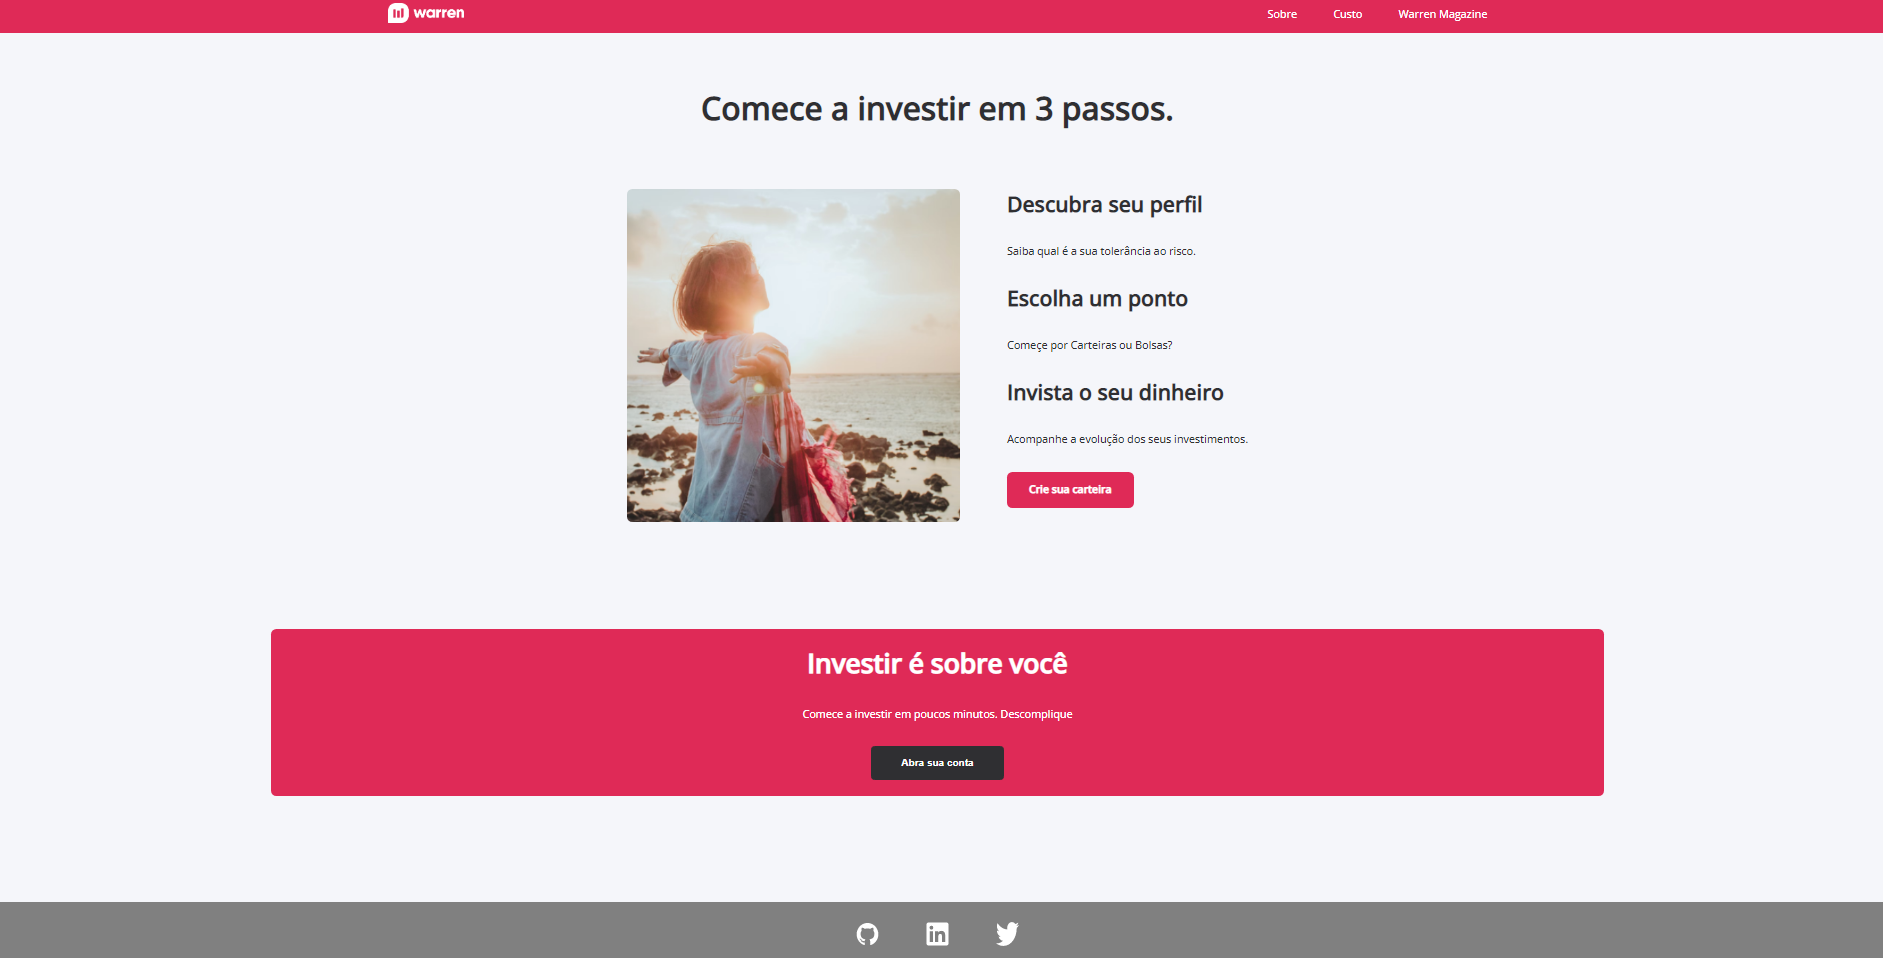 warren
Sobre
Custo
Warren Magazine
Comece a investir em 3 passos.
Descubra seu perfil
Saiba qual é a sua tolerância ao risco.
Escolha um ponto
Começe por Carteiras ou Bolsas?
Invista o seu dinheiro
Acompanhe a evolução dos seus investimentos.
Crie sua carteira
Investir é sobre você
Comece a investir em poucos minutos. Descomplique
Abra sua conta
in